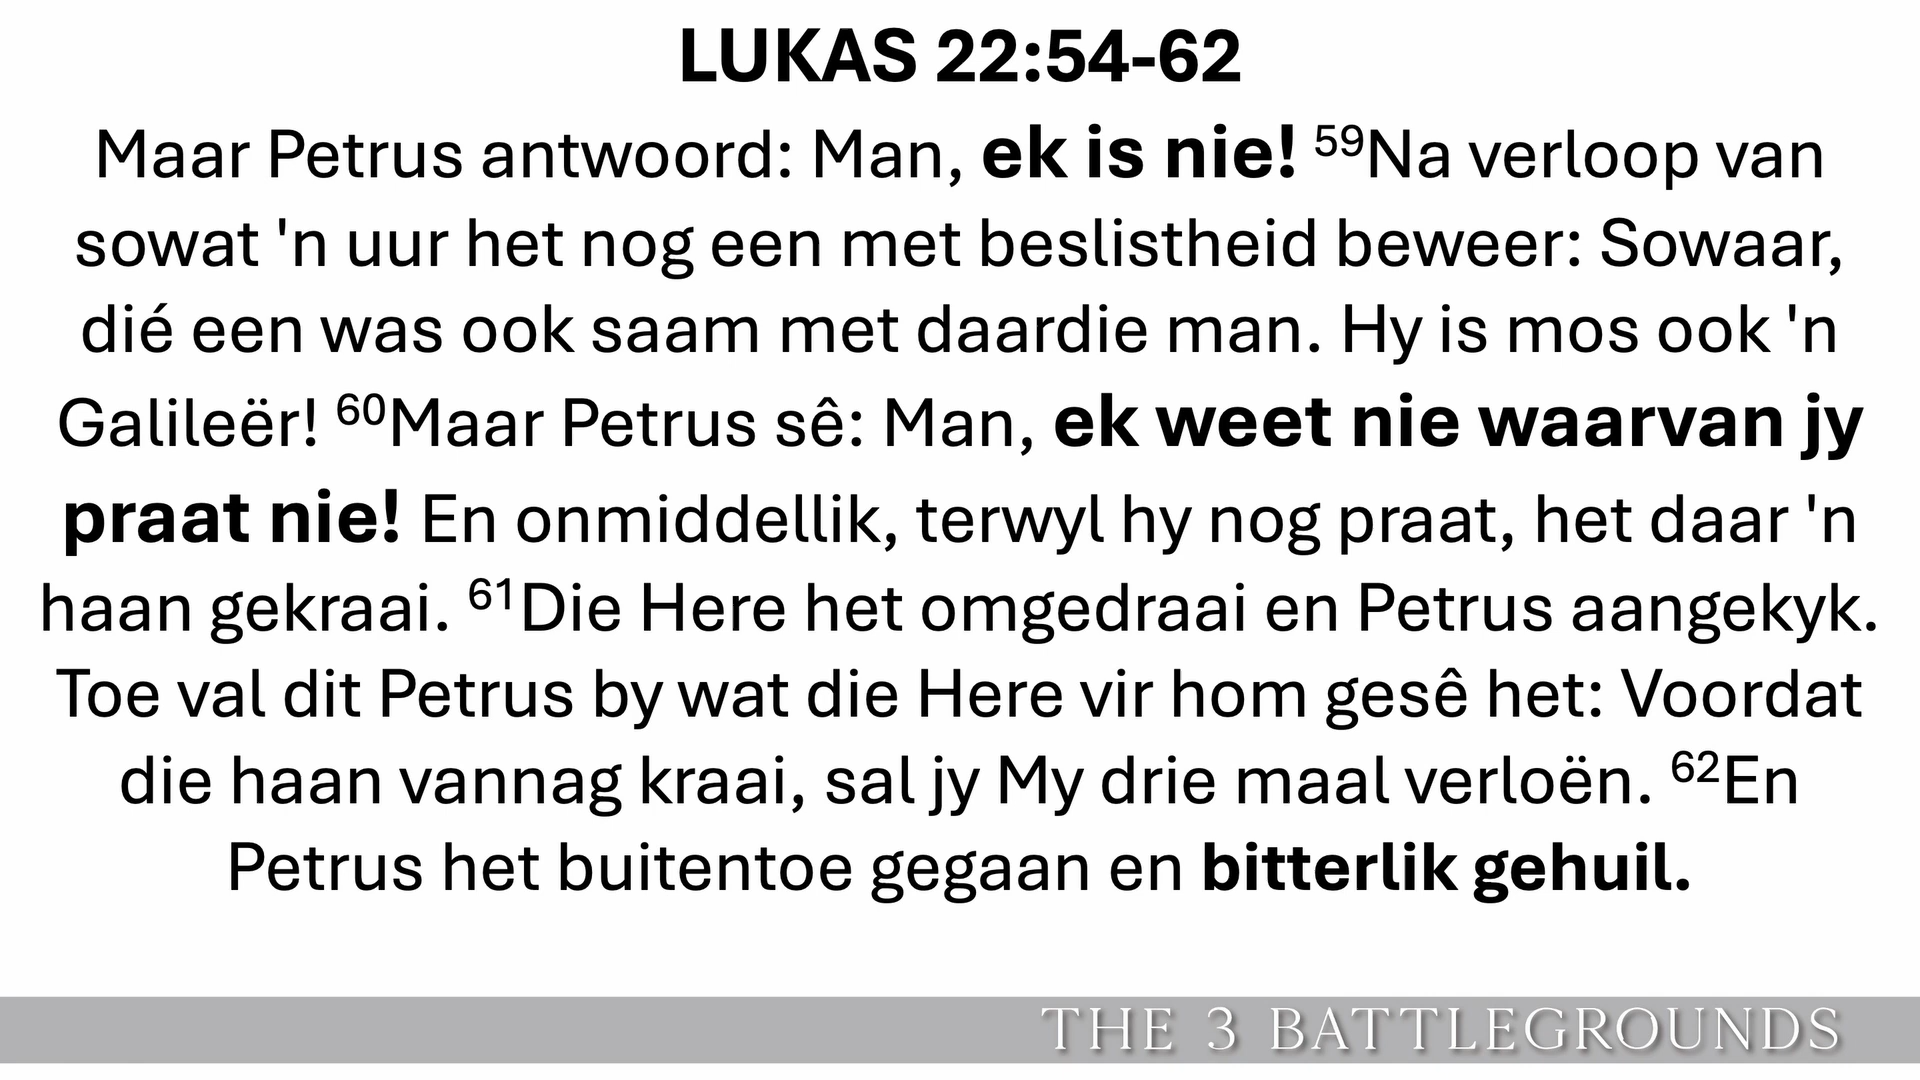 LUKAS 22:54-62
Maar Petrus antwoord: Man, ek is nie! ⁵⁹Na verloop van
sowat 'n uur het nog een met beslistheid beweer: Sowaar,
dié een was ook saam met daardie man. Hy is mos ook 'n
Galileër! ⁶⁰Maar Petrus sê: Man, ek weet nie waarvan jy
praat nie! En onmiddellik, terwyl hy nog praat, het daar 'n
haan gekraai. ⁶¹Die Here het omgedraai en Petrus aangekyk.
Toe val dit Petrus by wat die Here vir hom gesê het: Voordat
die haan vannag kraai, sal jy My drie maal verloën. ⁶²En
Petrus het buitentoe gegaan en bitterlik gehuil.
THE 3 BATTLEGROUNDS